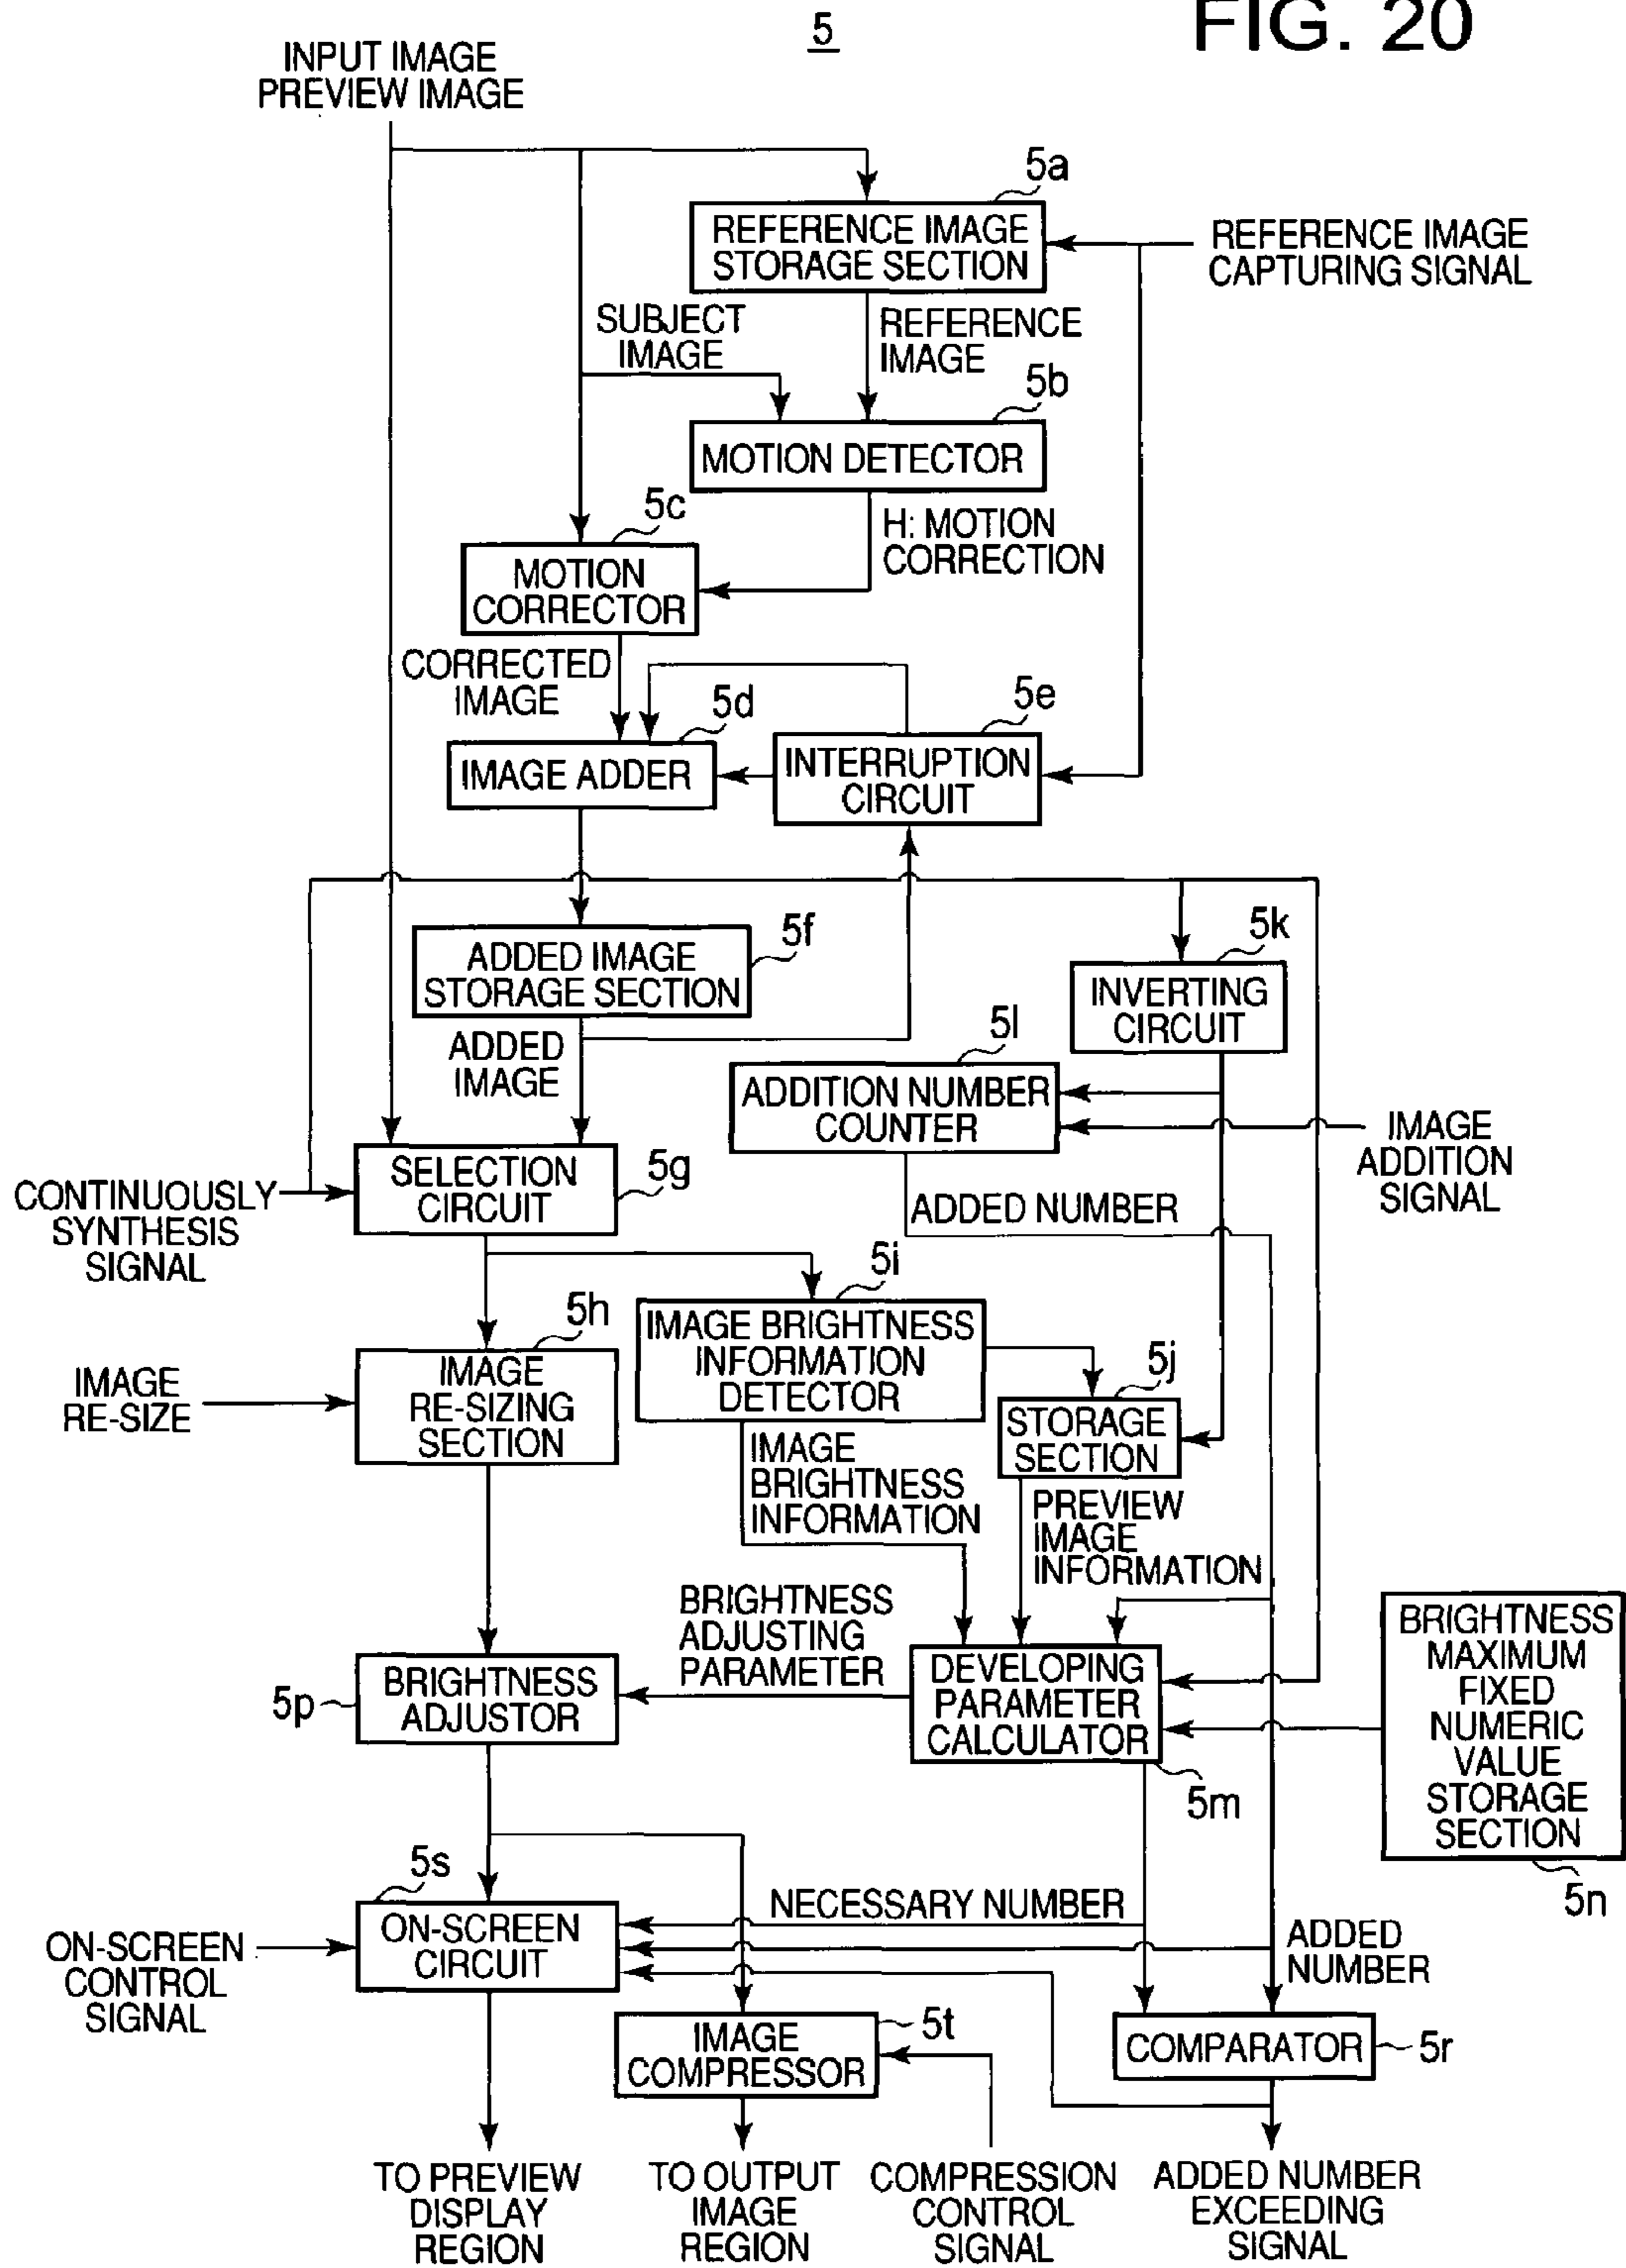 FIG. 20
5
INPUT IMAGE
PREVIEW IMAGE
5a
REFERENCE IMAGE
STORAGE SECTION
REFERENCE IMAGE
CAPTURING SIGNAL
SUBJECT
IMAGE
REFERENCE
IMAGE
5b
MOTION DETECTOR
5c
H: MOTION
CORRECTION
MOTION
CORRECTOR
CORRECTED
IMAGE
5d
5e
IMAGE ADDER
INTERRUPTION
CIRCUIT
5f
ADDED IMAGE
STORAGE SECTION
5k
INVERTING
CIRCUIT
ADDED
IMAGE
5l
ADDITION NUMBER
COUNTER
IMAGE
ADDITION
SIGNAL
CONTINUOUSLY
SYNTHESIS
SIGNAL
SELECTION
CIRCUIT
5g
ADDED NUMBER
5i
5h
IMAGE BRIGHTNESS
INFORMATION
DETECTOR
5j
IMAGE
RE-SIZE
IMAGE
RE-SIZING
SECTION
STORAGE
SECTION
IMAGE
BRIGHTNESS
INFORMATION
PREVIEW
IMAGE
INFORMATION
BRIGHTNESS
ADJUSTING
PARAMETER
5p
BRIGHTNESS
ADJUSTOR
DEVELOPING
PARAMETER
CALCULATOR
5m
BRIGHTNESS
MAXIMUM
FIXED
NUMERIC
VALUE
STORAGE
SECTION
5n
5s
NECESSARY NUMBER
ON-SCREEN
CONTROL
SIGNAL
ON-SCREEN
CIRCUIT
ADDED
NUMBER
IMAGE
COMPRESSOR
5t
COMPARATOR
5r
TO PREVIEW
DISPLAY
REGION
TO OUTPUT
IMAGE
REGION
COMPRESSION
CONTROL
SIGNAL
ADDED NUMBER
EXCEEDING
SIGNAL